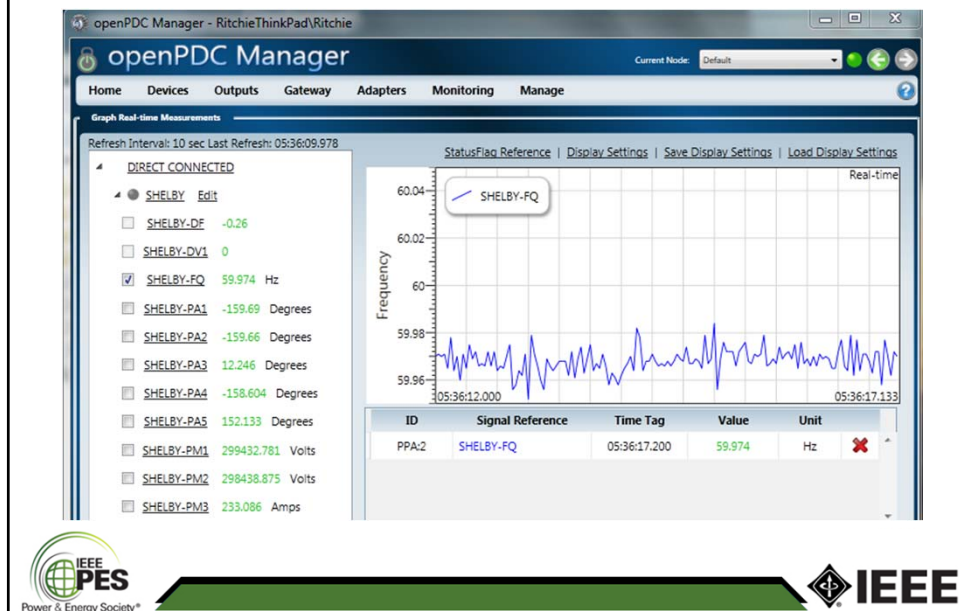 openPDC Manager - RitchieThinkPad\Ritchie
openPDC Manager
Current Node: Default
Home Devices Outputs Gateway Adapters Monitoring Manage
Graph Real-time Measurements
Refresh Interval: 10 sec Last Refresh: 05:36:09.978
DIRECT CONNECTED
SHELBY Edit
SHELBY-DF -0.26
SHELBY-DV1 0
SHELBY-FQ 59.974 Hz
SHELBY-PA1 -159.69 Degrees
SHELBY-PA2 -159.66 Degrees
SHELBY-PA3 12.246 Degrees
SHELBY-PA4 -158.604 Degrees
SHELBY-PA5 152.133 Degrees
SHELBY-PM1 299432.781 Volts
SHELBY-PM2 298438.875 Volts
SHELBY-PM3 233.086 Amps
StatusFlag Reference | Display Settings | Save Display Settings | Load Display Settings
Real-time
SHELBY-FQ
Frequency
60.04
60.02
60
59.98
59.96
05:36:12.000 05:36:17.133
ID Signal Reference Time Tag Value Unit
PPA:2 SHELBY-FQ 05:36:17.200 59.974 Hz
IEEE
PES
Power & Energy Society®
IEEE